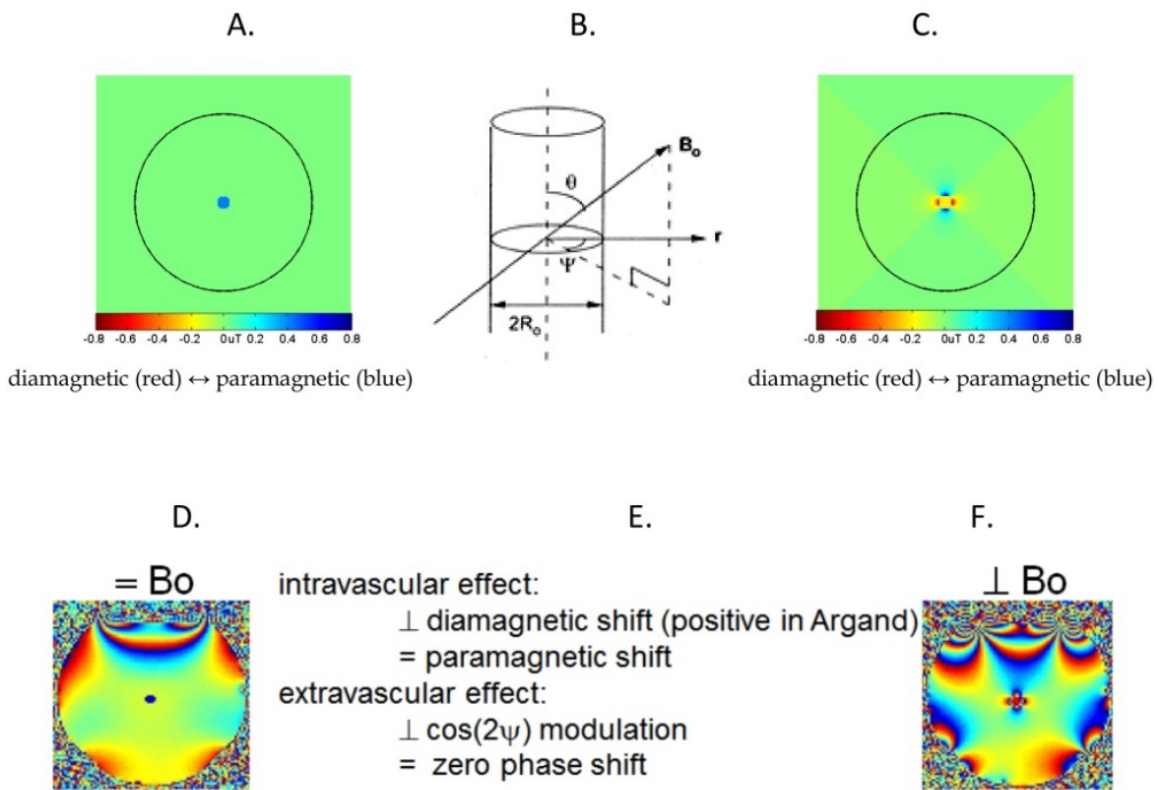 A.
B.
C.
B₀
θ
r
Ψ
2R₀
-0.8 -0.6 -0.4 -0.2 0uT 0.2 0.4 0.6 0.8
-0.8 -0.6 -0.4 -0.2 0uT 0.2 0.4 0.6 0.8
diamagnetic (red) ↔ paramagnetic (blue)
diamagnetic (red) ↔ paramagnetic (blue)
D.
E.
F.
= Bo
⊥ Bo
intravascular effect:
⊥ diamagnetic shift (positive in Argand)
= paramagnetic shift
extravascular effect:
⊥ cos(2ψ) modulation
= zero phase shift